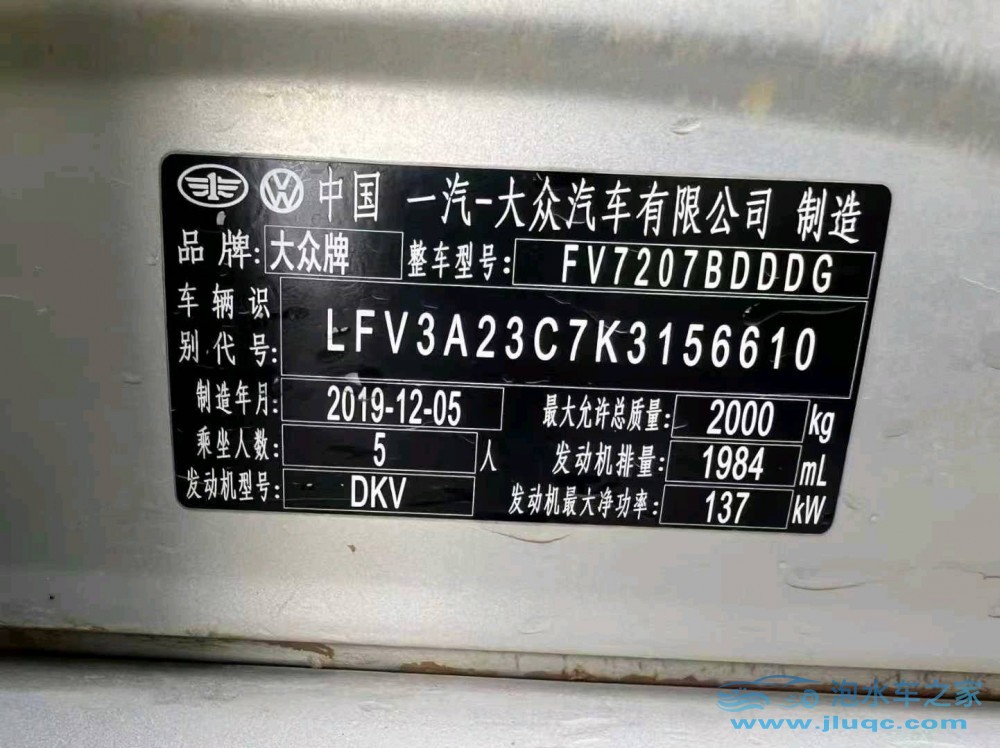 中国 一汽-大众汽车有限公司 制造
品牌: 大众牌 整车型号: FV7207BDDDG
车辆识别代号: LFV3A23C7K3156610
制造年月: 2019-12-05 最大允许总质量: 2000 kg
乘坐人数: 5 人 发动机排量: 1984 mL
发动机型号: DKV 发动机最大净功率: 137 kW
泡水车之家
www.jluqc.com